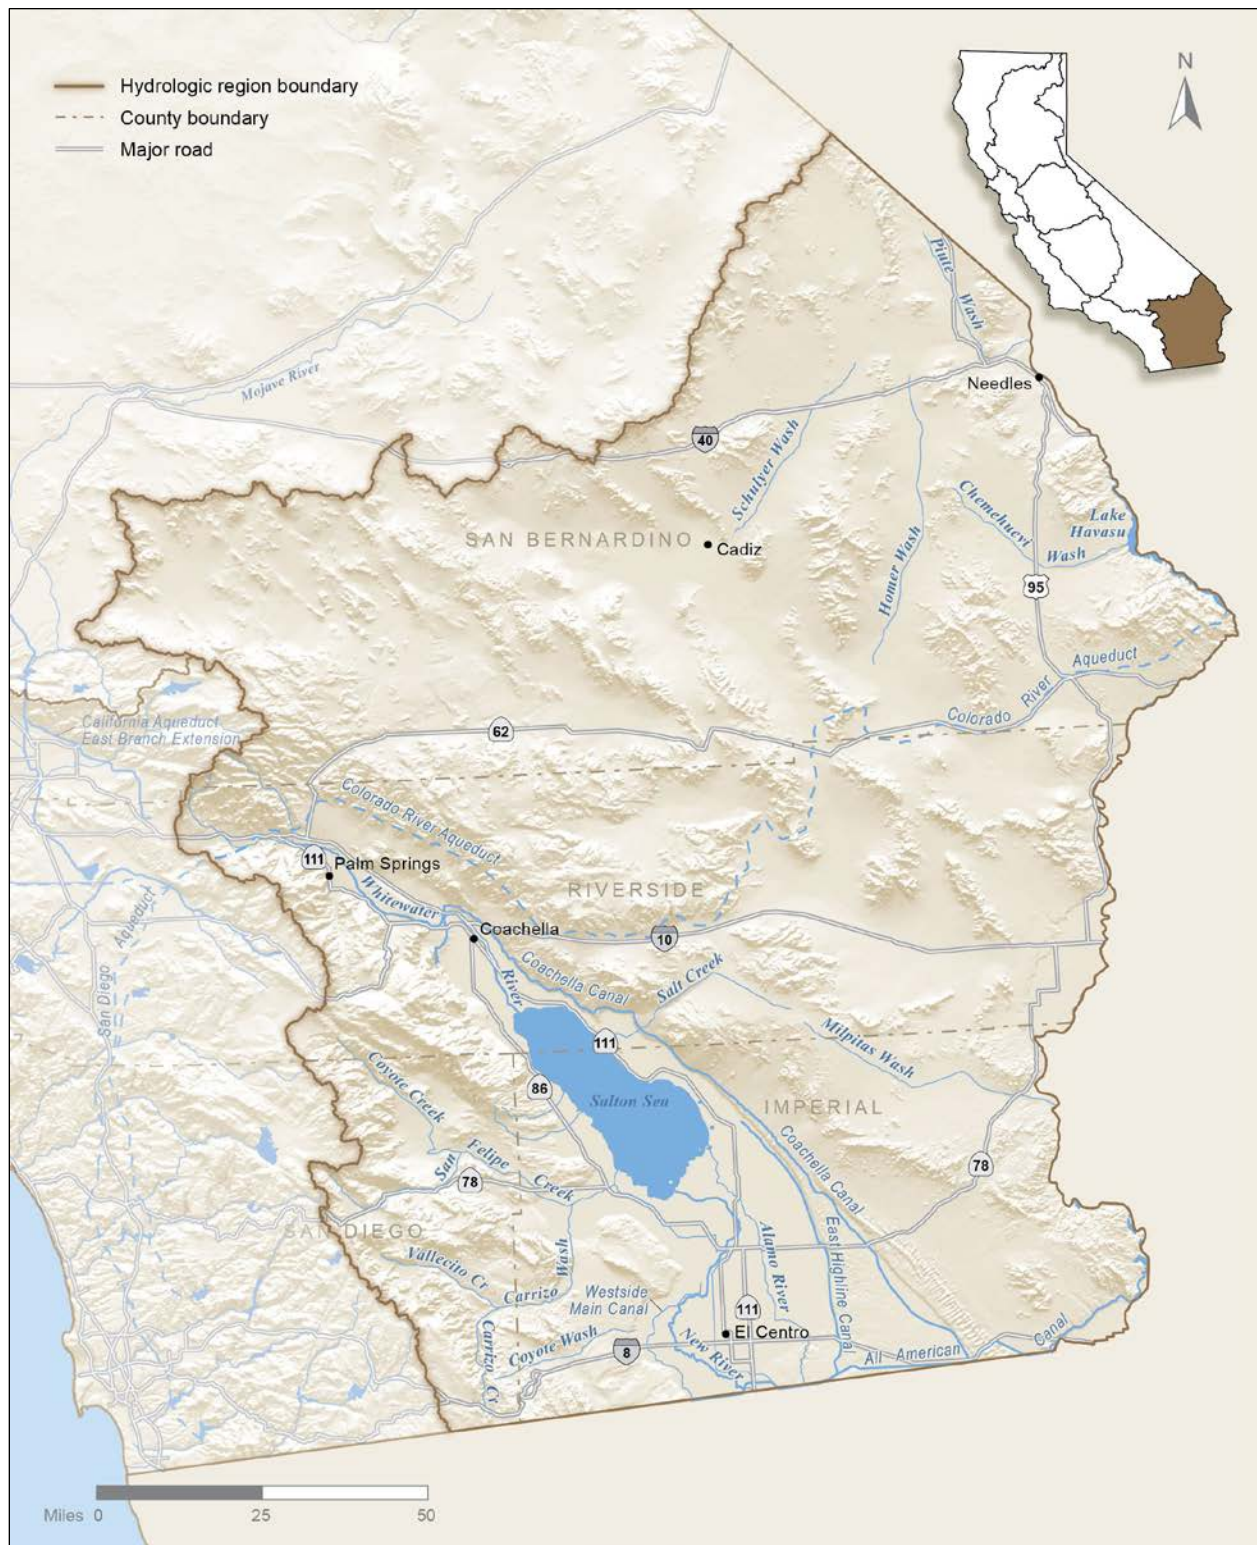 Hydrologic region boundary
County boundary
Major road
N
Piute
Wash
Needles
Mojave River
40
Schulyer Wash
Chemehuevi
Wash
Lake
Havasu
SAN BERNARDINO
Cadiz
Homer Wash
95
Aqueduct
River
Colorado
California Aqueduct
East Branch Extension
62
Colorado River Aqueduct
111
Palm Springs
Whitewater
River
RIVERSIDE
Coachella
10
Aqueduct
San Diego
Coachella Canal
Salt Creek
Milpitas Wash
111
Coyote Creek
86
Salton Sea
IMPERIAL
San
Felipe
Creek
78
Coachella Canal
78
SAN DIEGO
Vallecito Cr
Carrizo
Wash
Alamo River
East Highline Canal
Westside
Main Canal
111
El Centro
Carrizo Cr
Coyote Wash
8
New River
All American
Canal
Miles 0 25 50